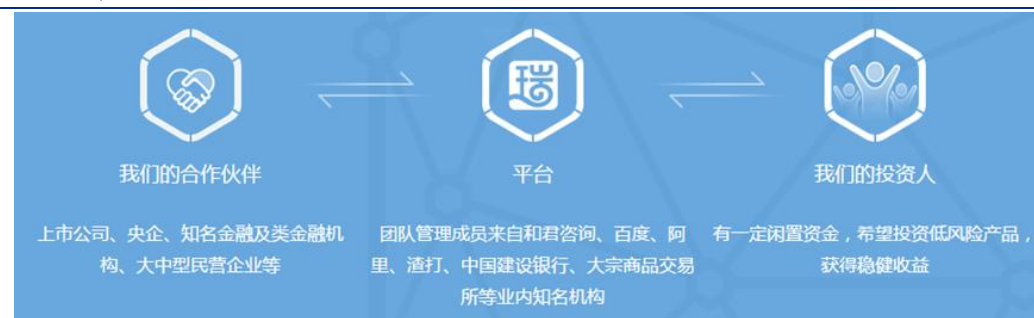 瑞
我们的合作伙伴
平台
我们的投资人
上市公司、央企、知名金融及类金融机
构、大中型民营企业等
团队管理成员来自和君咨询、百度、阿
里、渣打、中国建设银行、大宗商品交易
所等业内知名机构
有一定闲置资金，希望投资低风险产品，
获得稳健收益